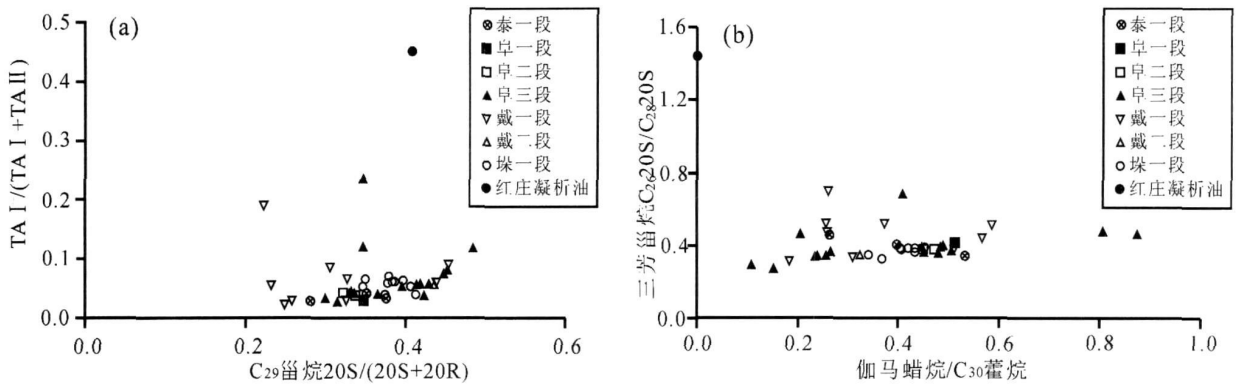 (a)
TAⅠ/(TAⅠ+TAⅡ)
0.5
0.4
0.3
0.2
0.1
0.0
0.0 0.2 0.4 0.6
C29甾烷20S/(20S+20R)
泰一段
阜一段
阜二段
阜三段
戴一段
戴二段
垛一段
红庄凝析油
(b)
三芳甾烷C2620S/C2820S
1.6
1.2
0.8
0.4
0.0
0.0 0.2 0.4 0.6 0.8 1.0
伽马蜡烷/C30藿烷
泰一段
阜一段
阜二段
阜三段
戴一段
戴二段
垛一段
红庄凝析油